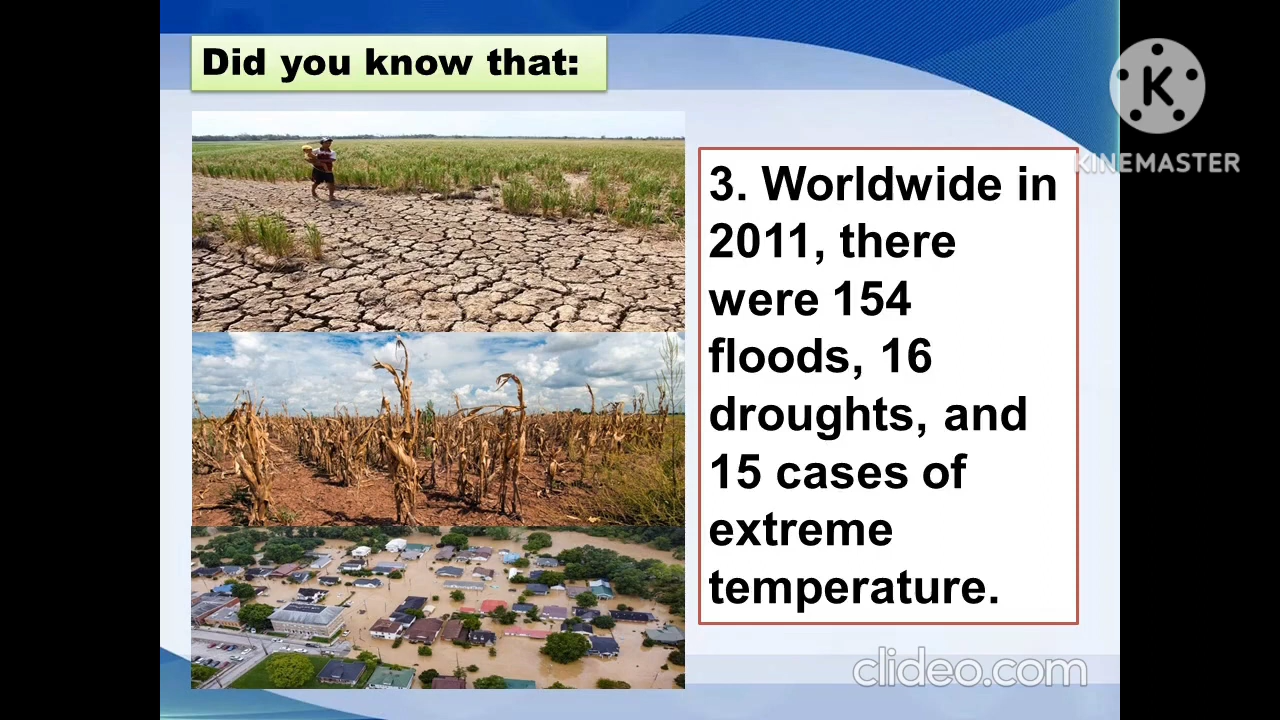 Did you know that:
K
KINEMASTER
3. Worldwide in
2011, there
were 154
floods, 16
droughts, and
15 cases of
extreme
temperature.
clideo.com